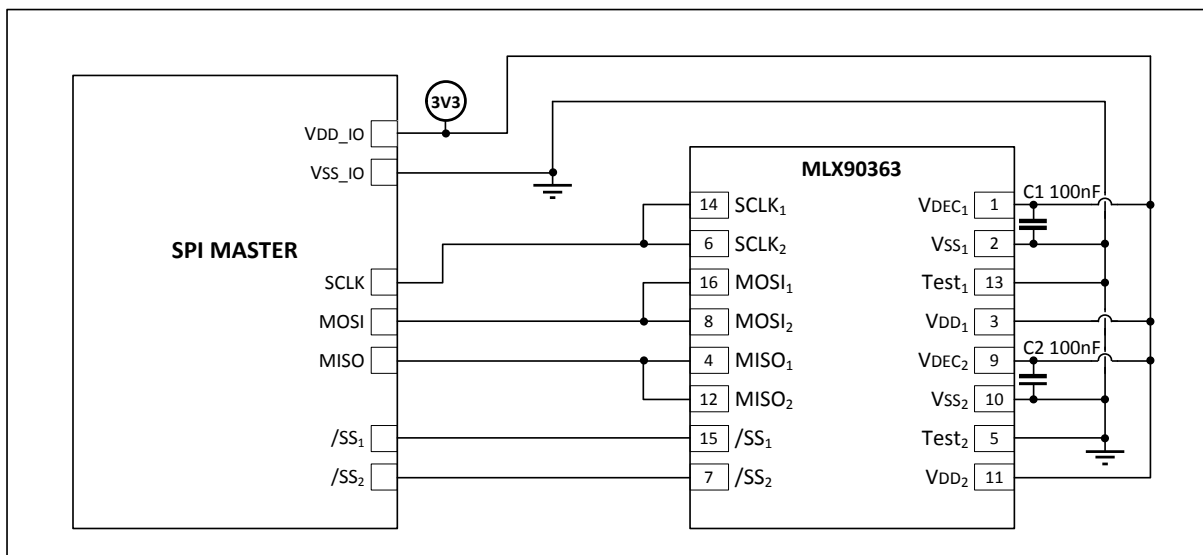 3V3
VDD_IO
VSS_IO
SPI MASTER
SCLK
MOSI
MISO
/SS₁
/SS₂
MLX90363
14 SCLK₁
6 SCLK₂
16 MOSI₁
8 MOSI₂
4 MISO₁
12 MISO₂
15 /SS₁
7 /SS₂
VDEC₁ 1
VSS₁ 2
Test₁ 13
VDD₁ 3
VDEC₂ 9
VSS₂ 10
Test₂ 5
VDD₂ 11
C1 100nF
C2 100nF